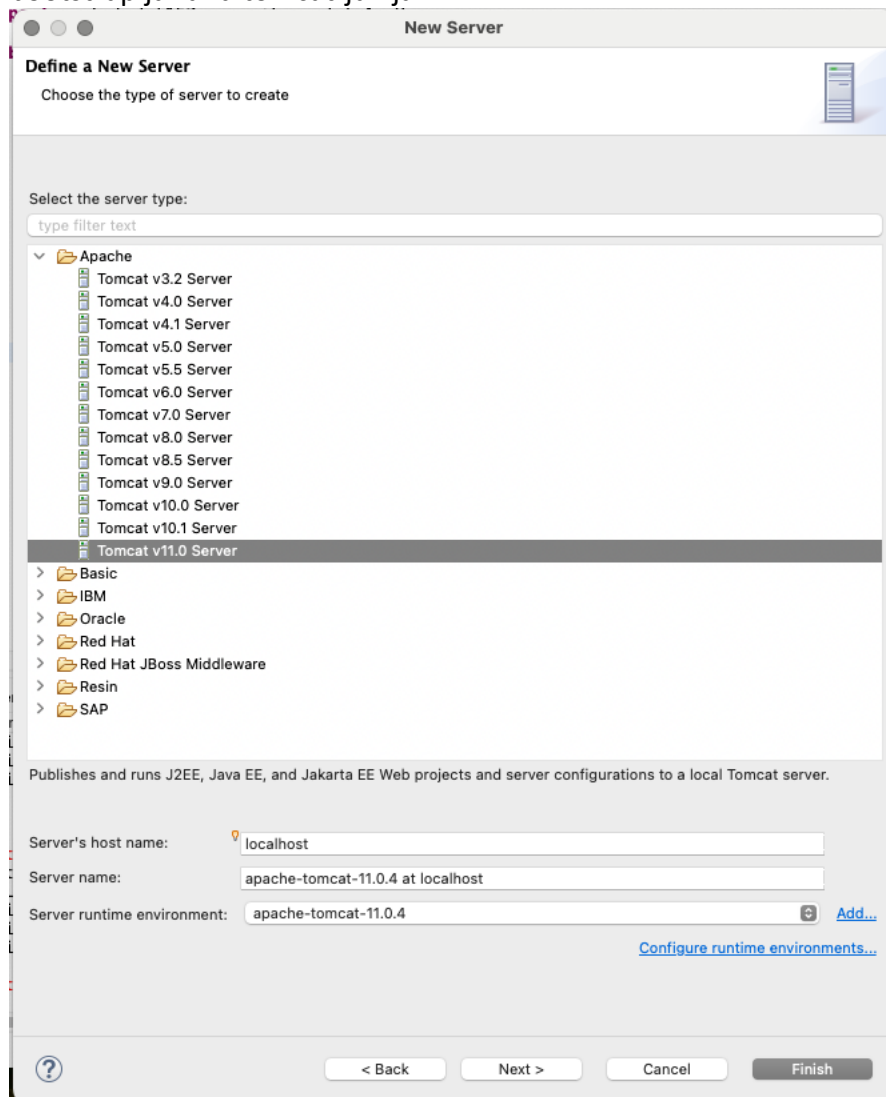 New Server
Define a New Server
Choose the type of server to create
Select the server type:
type filter text
Apache
Tomcat v3.2 Server
Tomcat v4.0 Server
Tomcat v4.1 Server
Tomcat v5.0 Server
Tomcat v5.5 Server
Tomcat v6.0 Server
Tomcat v7.0 Server
Tomcat v8.0 Server
Tomcat v8.5 Server
Tomcat v9.0 Server
Tomcat v10.0 Server
Tomcat v10.1 Server
Tomcat v11.0 Server
Basic
IBM
Oracle
Red Hat
Red Hat JBoss Middleware
Resin
SAP
Publishes and runs J2EE, Java EE, and Jakarta EE Web projects and server configurations to a local Tomcat server.
Server's host name: localhost
Server name: apache-tomcat-11.0.4 at localhost
Server runtime environment: apache-tomcat-11.0.4 Add...
Configure runtime environments...
? < Back Next > Cancel Finish